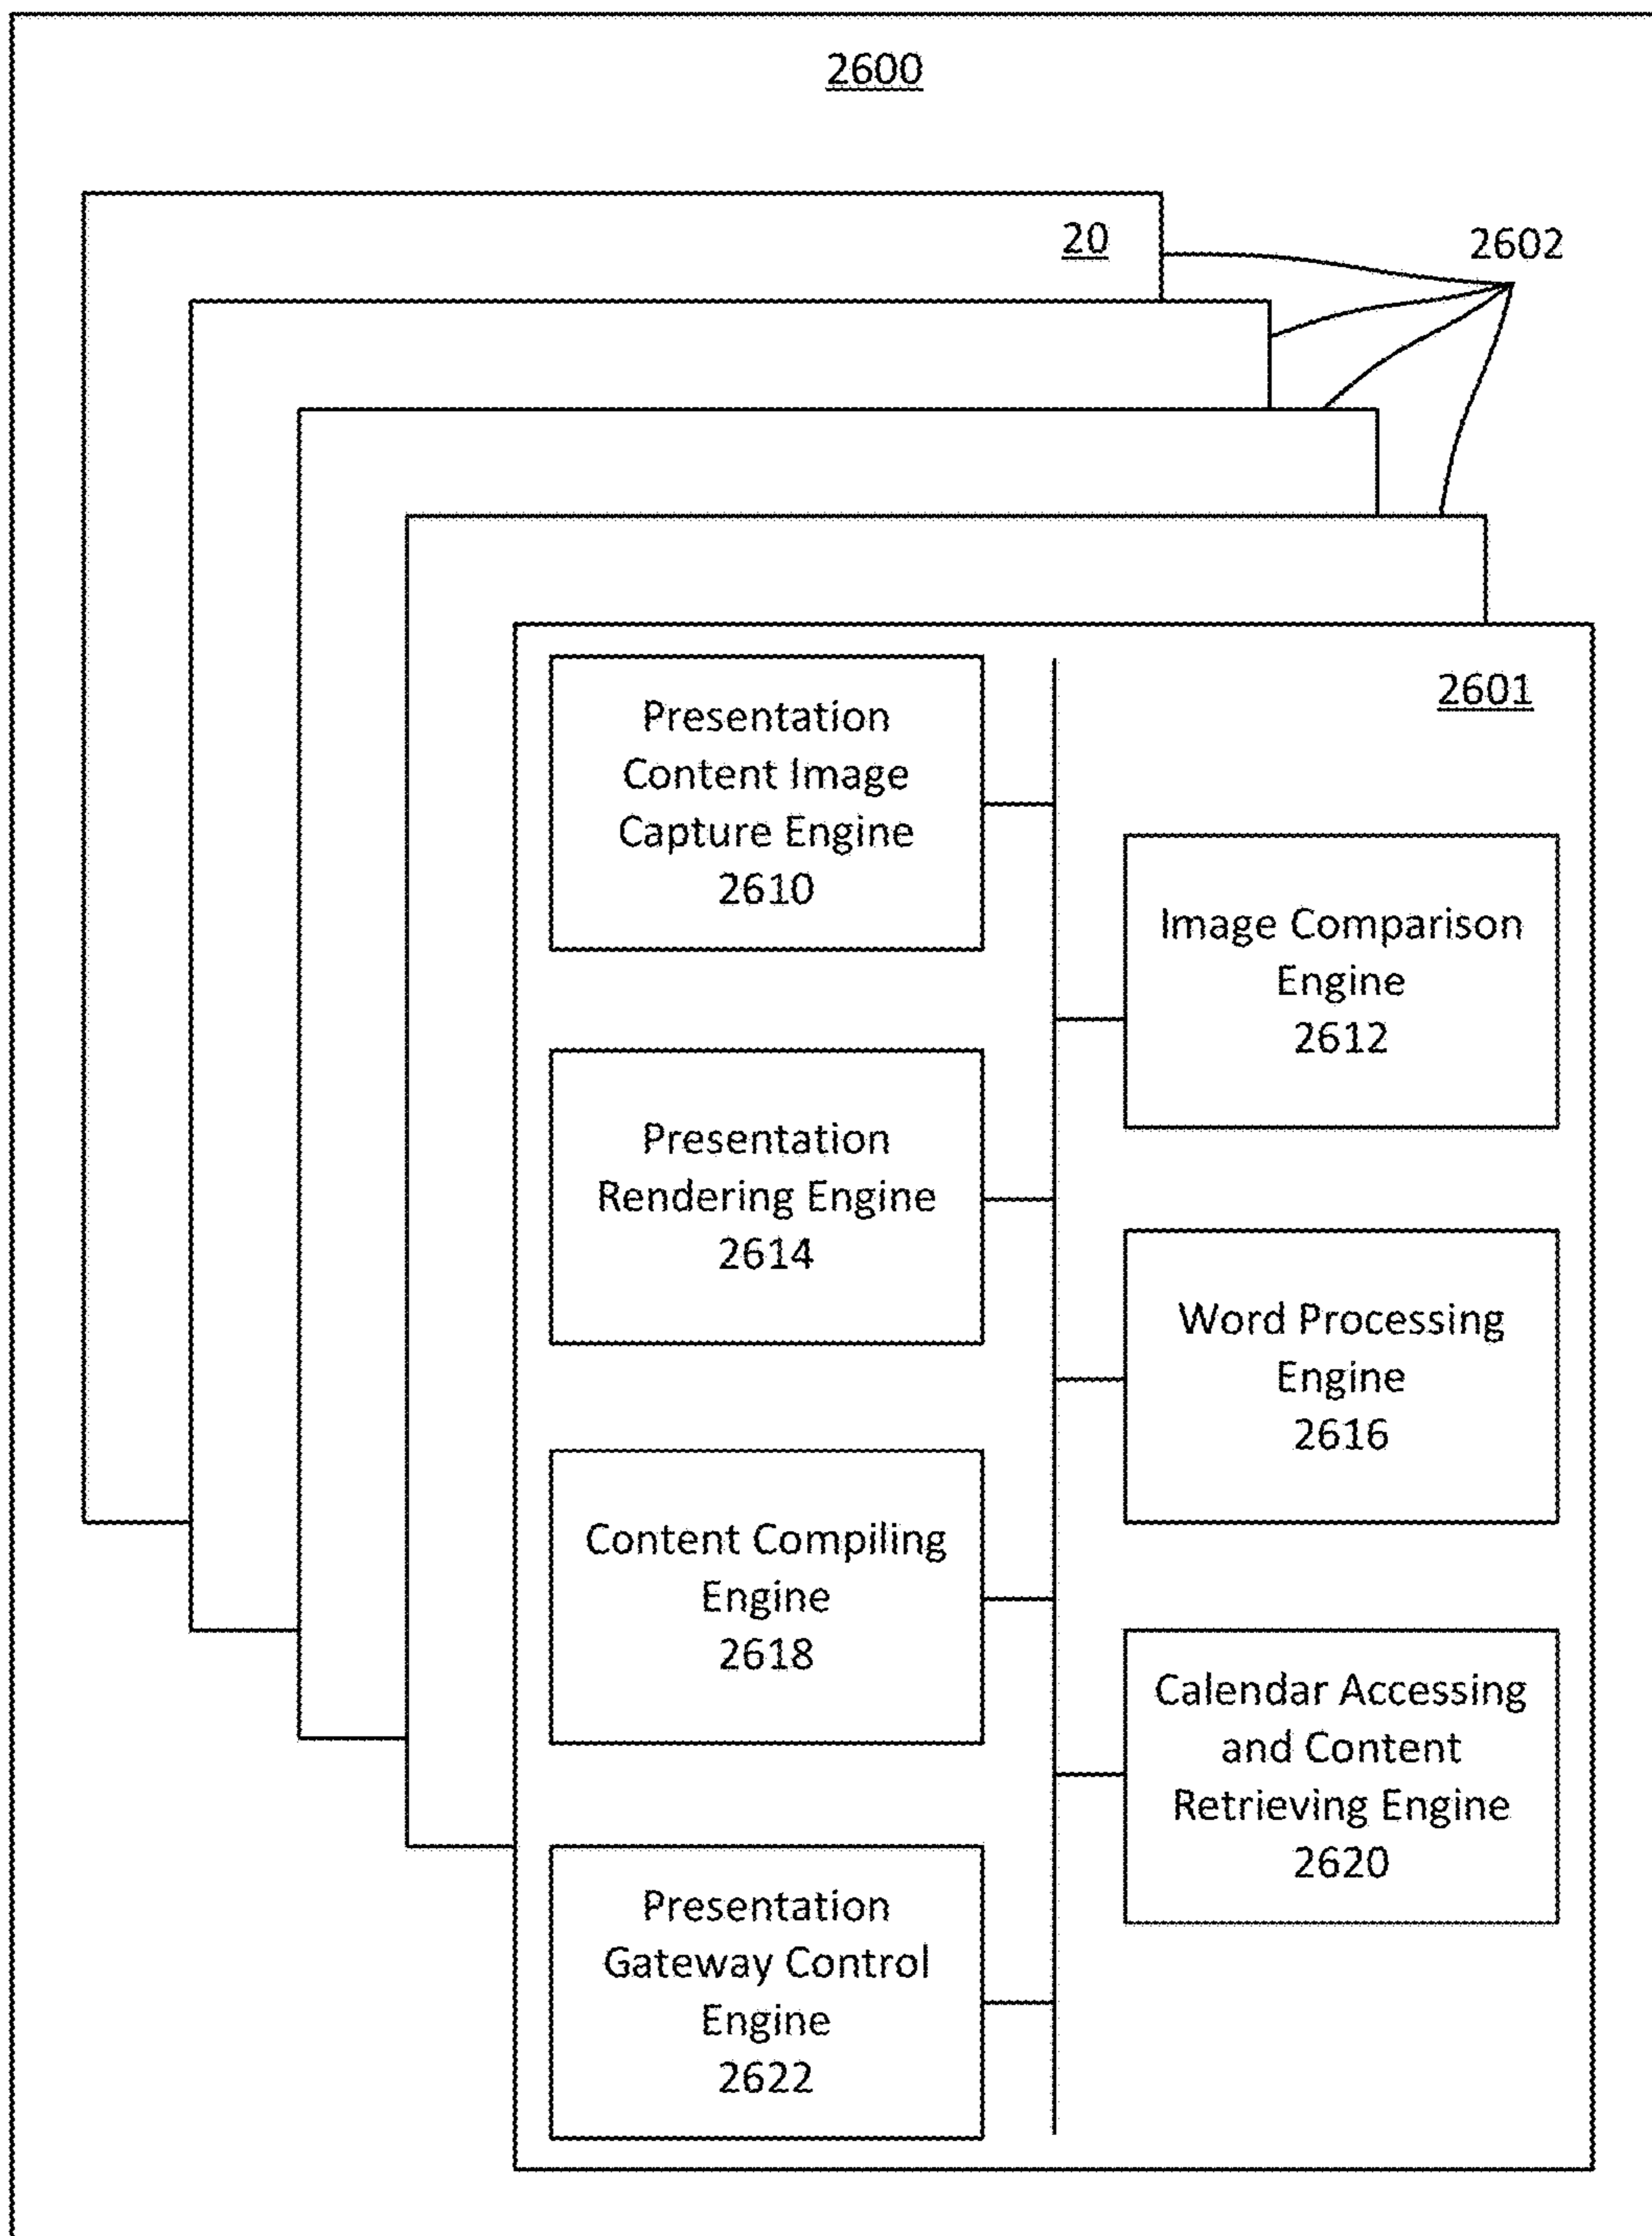 2600
20
2602
2601
Presentation
Content Image
Capture Engine
2610
Image Comparison
Engine
2612
Presentation
Rendering Engine
2614
Word Processing
Engine
2616
Content Compiling
Engine
2618
Calendar Accessing
and Content
Retrieving Engine
2620
Presentation
Gateway Control
Engine
2622